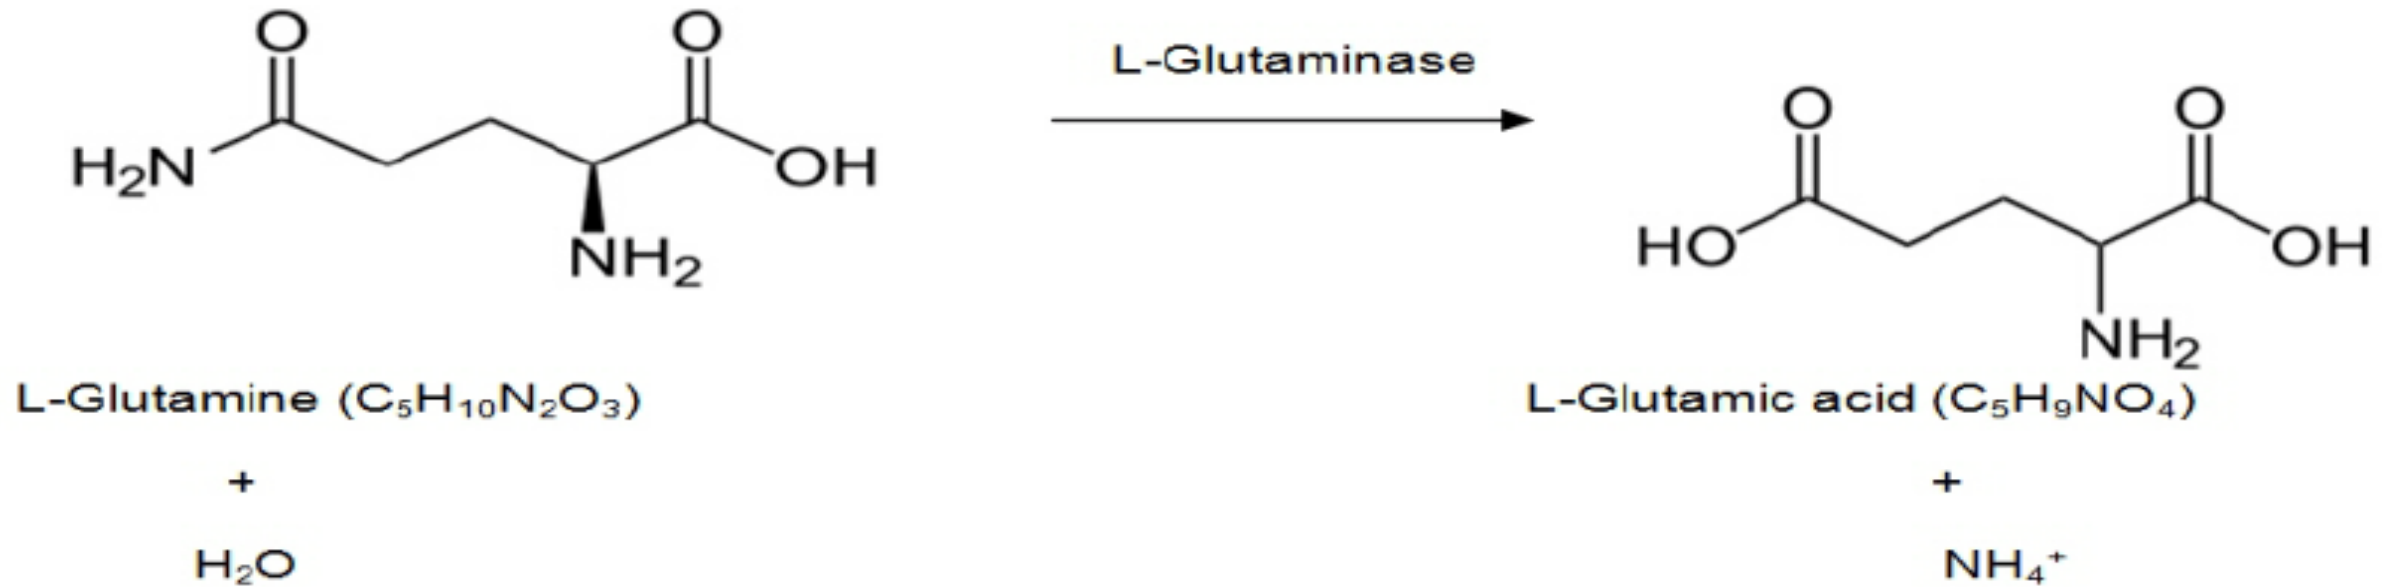 O O
H₂N OH
NH₂
L-Glutaminase
O O
HO OH
NH₂
L-Glutamine (C₅H₁₀N₂O₃)
+
H₂O
L-Glutamic acid (C₅H₉NO₄)
+
NH₄⁺